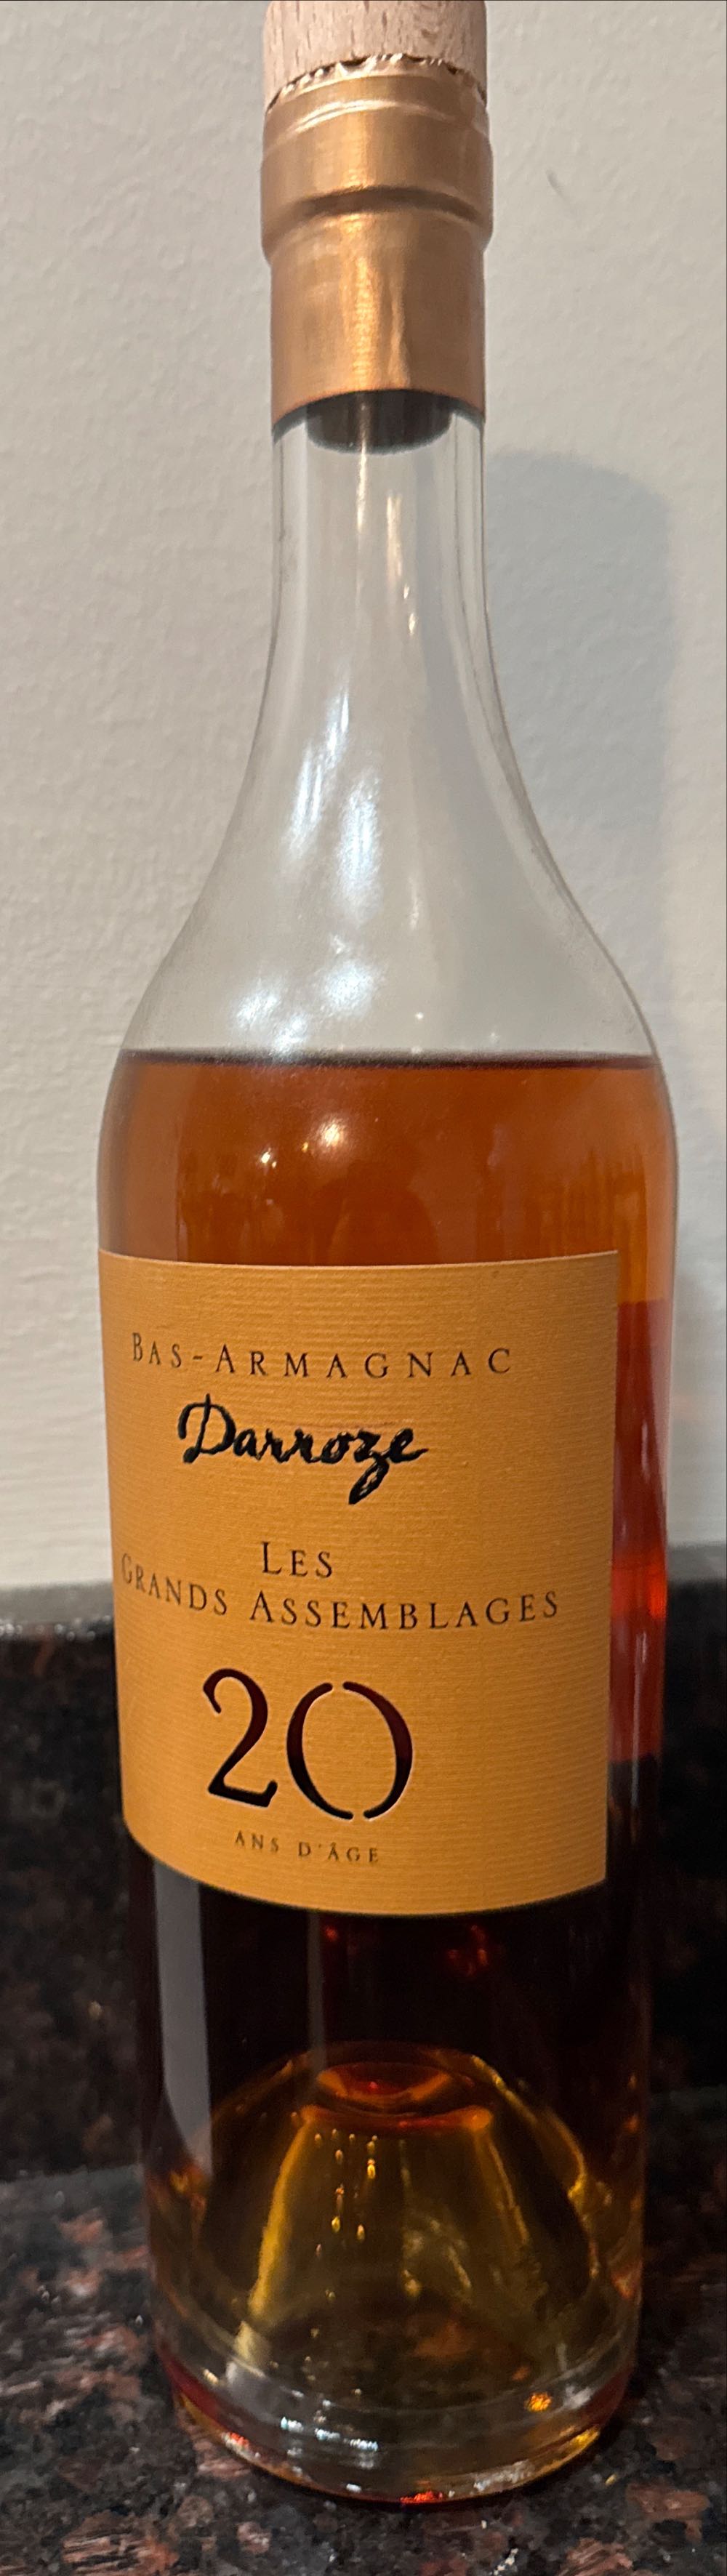 BAS-ARMAGNAC
Darroze
LES
GRANDS ASSEMBLAGES
20
ANS D'ÂGE